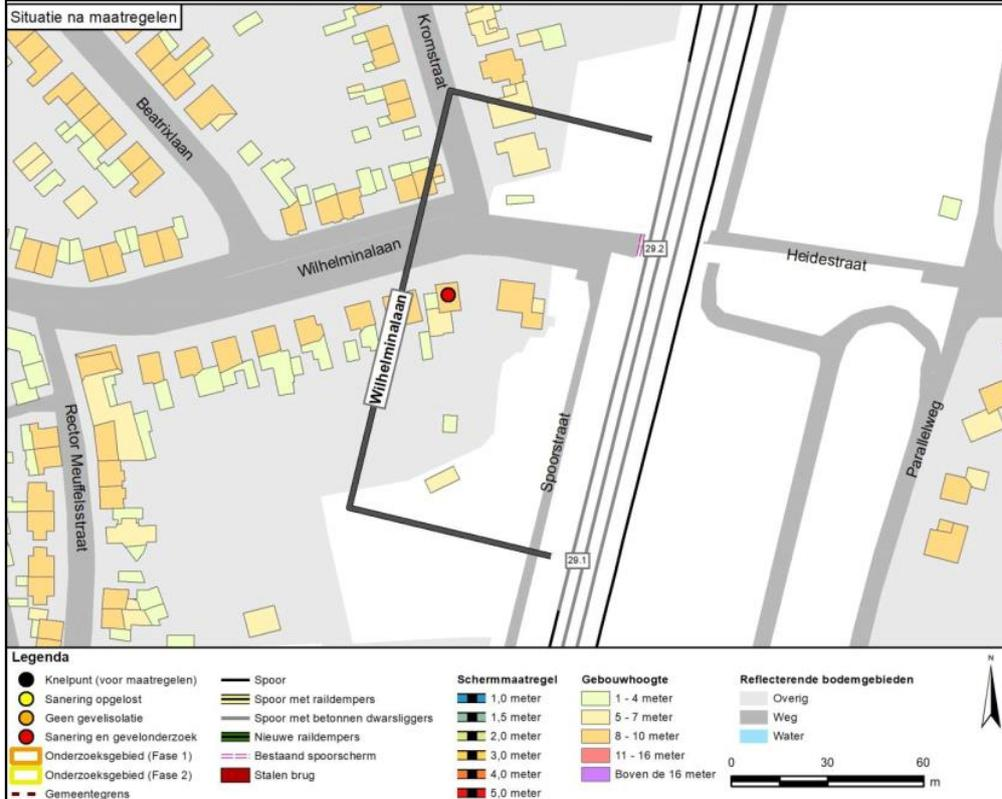 Situatie na maatregelen
Kromstraat
Beatrixlaan
Wilhelminalaan
29.2
Heidestraat
Wilhelminalaan
Rector Meuffelsstraat
Spoorstraat
Parallelweg
29.1
Legenda
Knelpunt (voor maatregelen)
Sanering opgelost
Geen gevelisolatie
Sanering en gevelonderzoek
Onderzoeksgebied (Fase 1)
Onderzoeksgebied (Fase 2)
Gemeentegrens
Spoor
Spoor met raildempers
Spoor met betonnen dwarsliggers
Nieuwe raildempers
Bestaand spoorscherm
Stalen brug
Schermmaatregel
1,0 meter
1,5 meter
2,0 meter
3,0 meter
4,0 meter
5,0 meter
Gebouwhoogte
1 - 4 meter
5 - 7 meter
8 - 10 meter
11 - 16 meter
Boven de 16 meter
Reflecterende bodemgebieden
Overig
Weg
Water
N
0 30 60
m